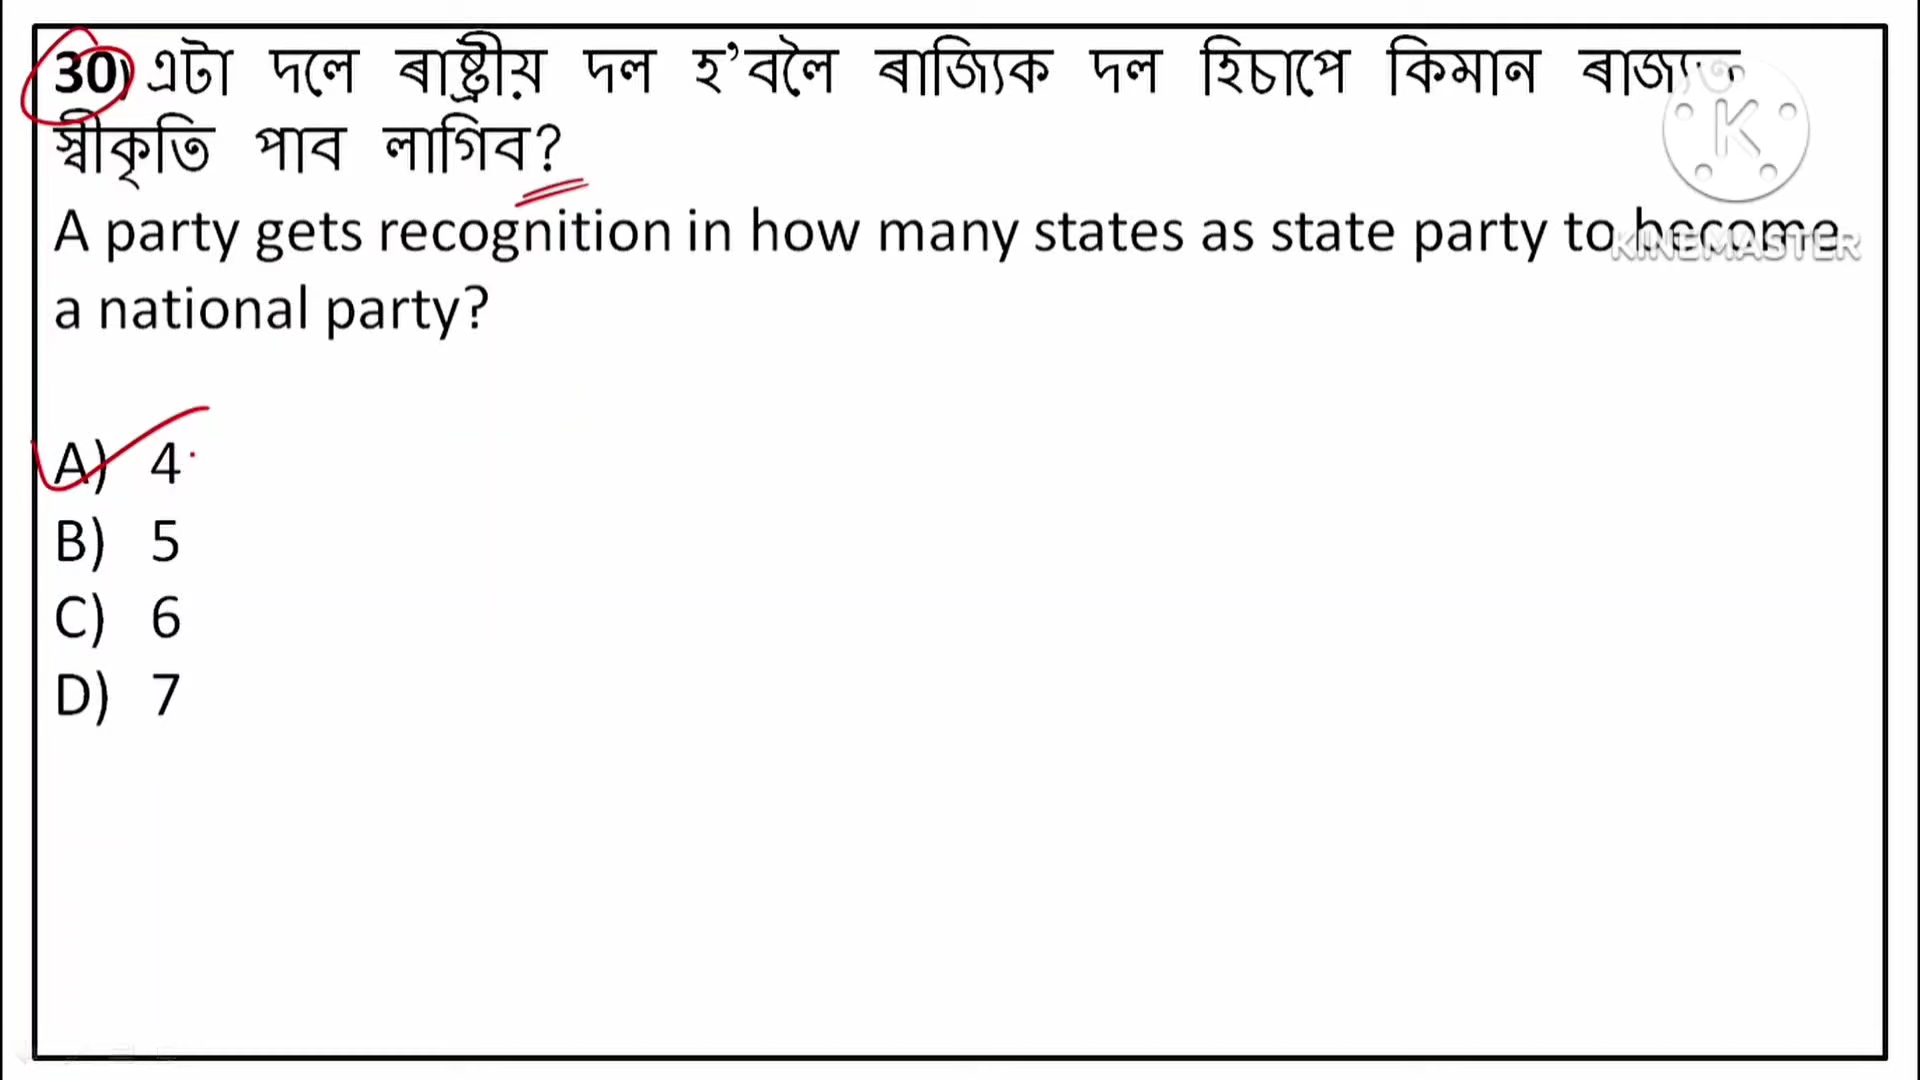 30) এটা দলে ৰাষ্ট্ৰীয় দল হ’বলৈ ৰাজ্যিক দল হিচাপে কিমান ৰাজ্যত
স্বীকৃতি পাব লাগিব?
A party gets recognition in how many states as state party to become
a national party?
A) 4
B) 5
C) 6
D) 7
K
KINEMASTER